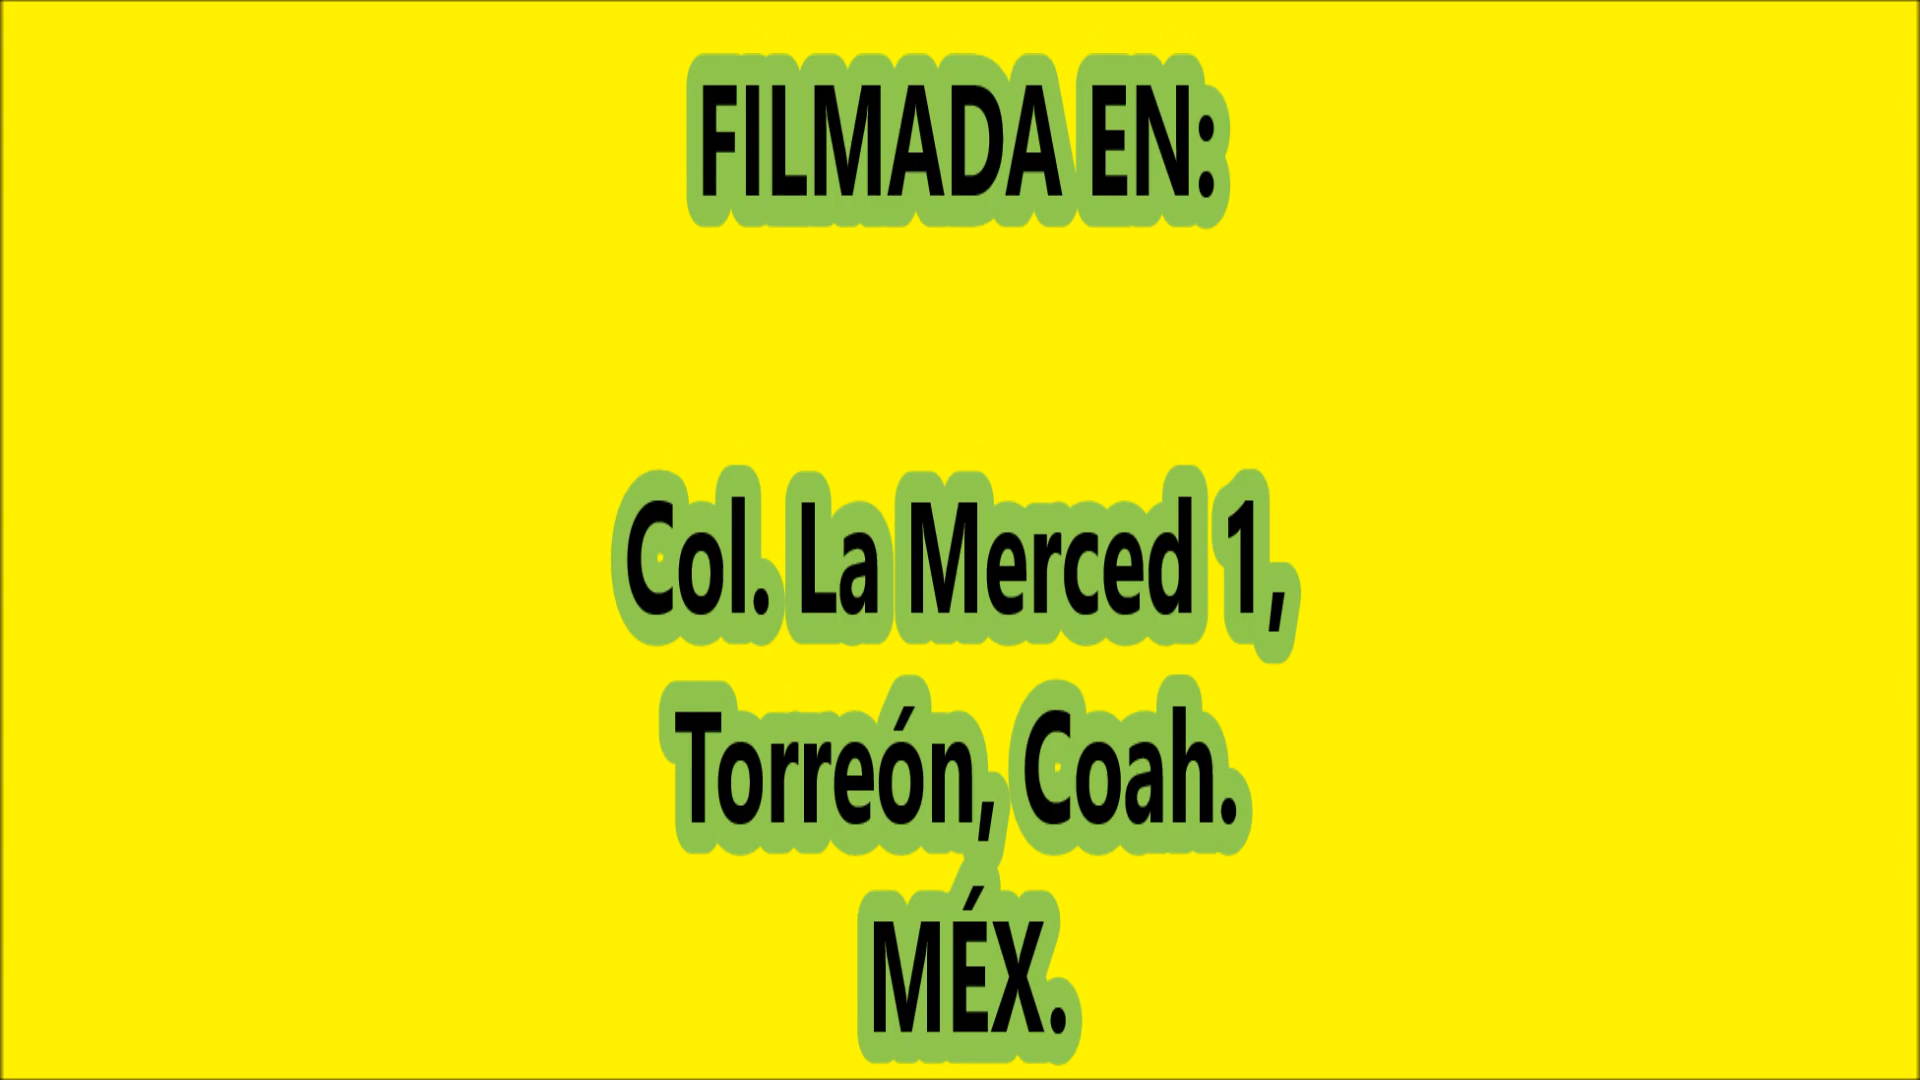 FILMADA EN:
Col. La Merced 1,
Torreón, Coah.
MÉX.